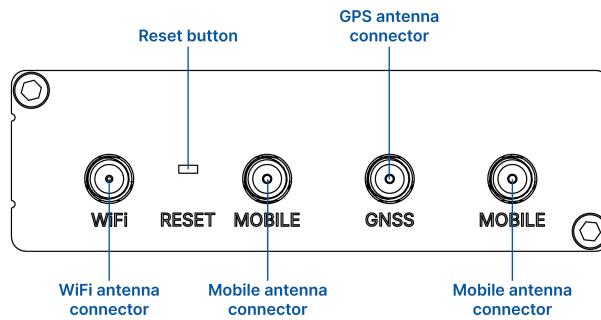 GPS antenna
connector
Reset button
WiFi
RESET
MOBILE
GNSS
MOBILE
WiFi antenna
connector
Mobile antenna
connector
Mobile antenna
connector